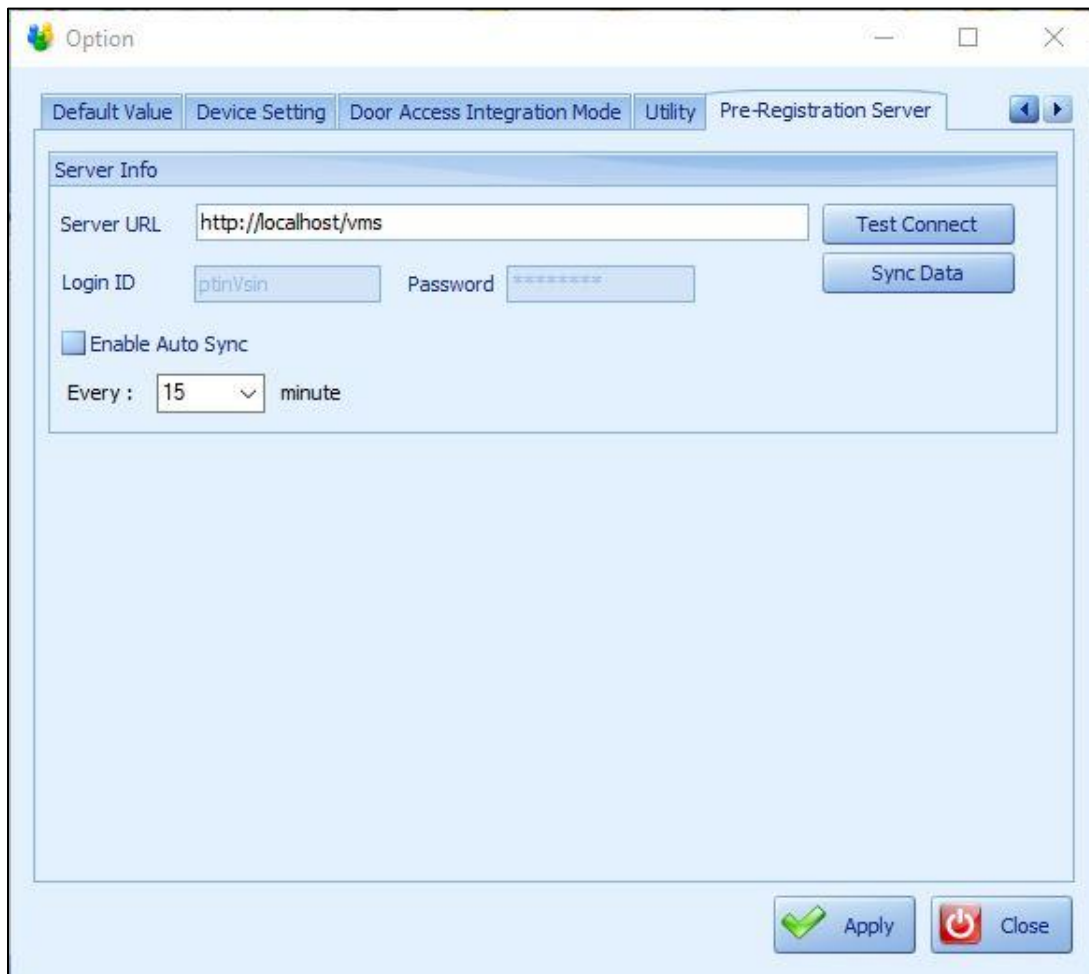 Option
Default Value Device Setting Door Access Integration Mode Utility Pre-Registration Server
Server Info
Server URL http://localhost/vms Test Connect
Login ID ptinVsin Password ******** Sync Data
Enable Auto Sync
Every : 15 minute
Apply Close